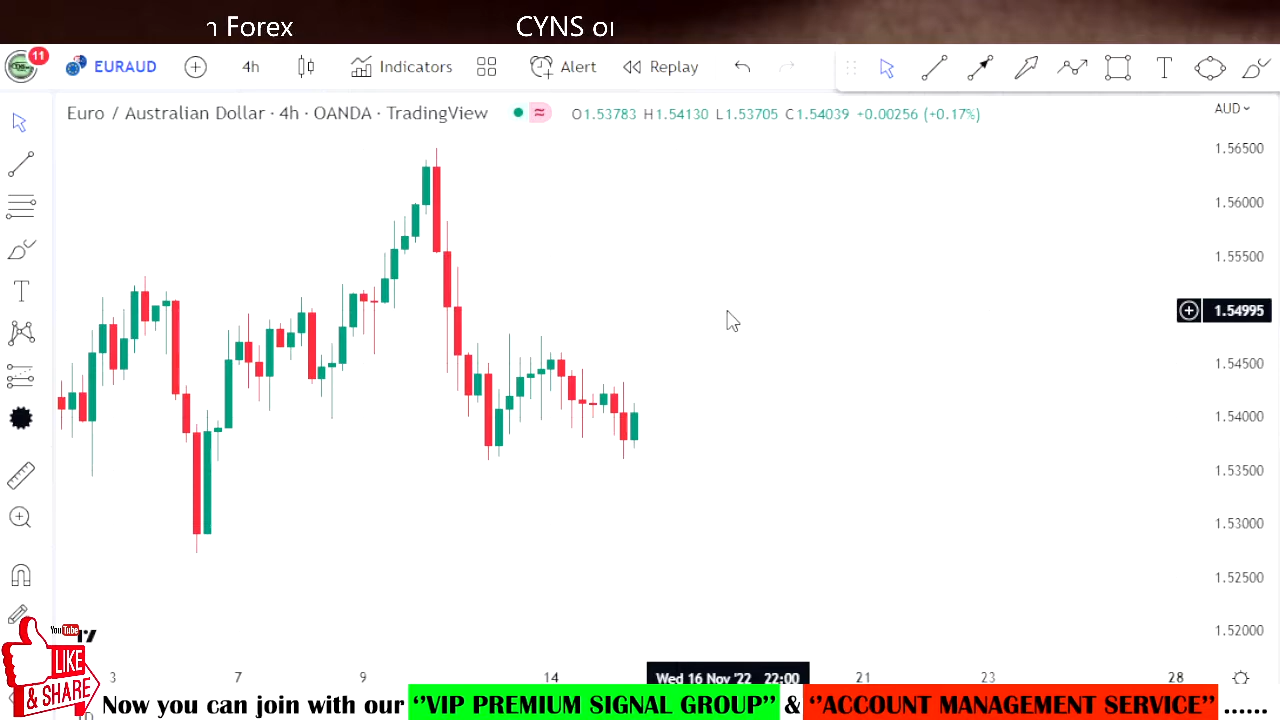 n Forex CYNS on
11
EURAUD 4h Indicators Alert Replay
Euro / Australian Dollar · 4h · OANDA · TradingView O1.53783 H1.54130 L1.53705 C1.54039 +0.00256 (+0.17%)
AUD
1.56500
1.56000
1.55500
1.54995
1.54500
1.54000
1.53500
1.53000
1.52500
1.52000
3 7 9 14 Wed 16 Nov '22 22:00 21 23 28
YouTube
LIKE
& SHARE
Now you can join with our ‘’VIP PREMIUM SIGNAL GROUP’’ & ‘’ACCOUNT MANAGEMENT SERVICE’’ ......